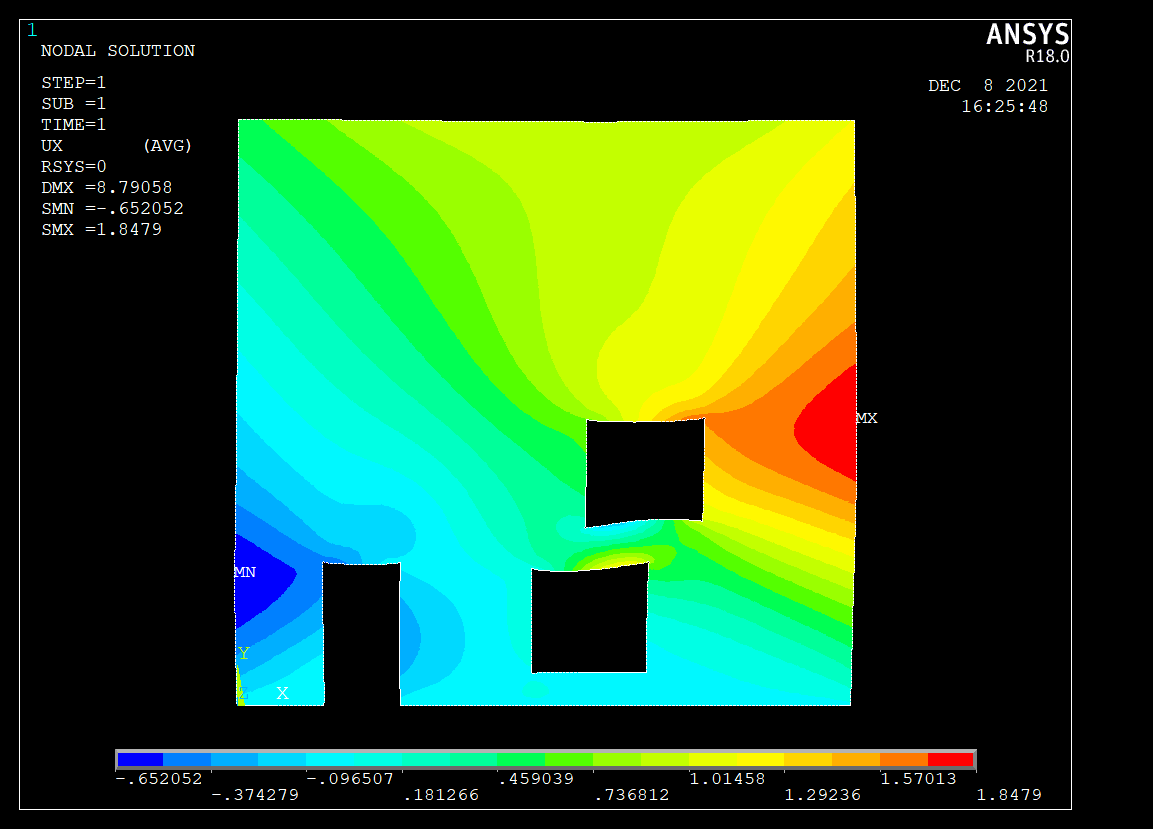 1
ANSYS
R18.0
NODAL SOLUTION
STEP=1
SUB =1
TIME=1
UX (AVG)
RSYS=0
DMX =8.79058
SMN =-.652052
SMX =1.8479
DEC 8 2021
16:25:48
MX
MN
Y
Z X
-.652052 -.096507 .459039 1.01458 1.57013
-.374279 .181266 .736812 1.29236 1.8479